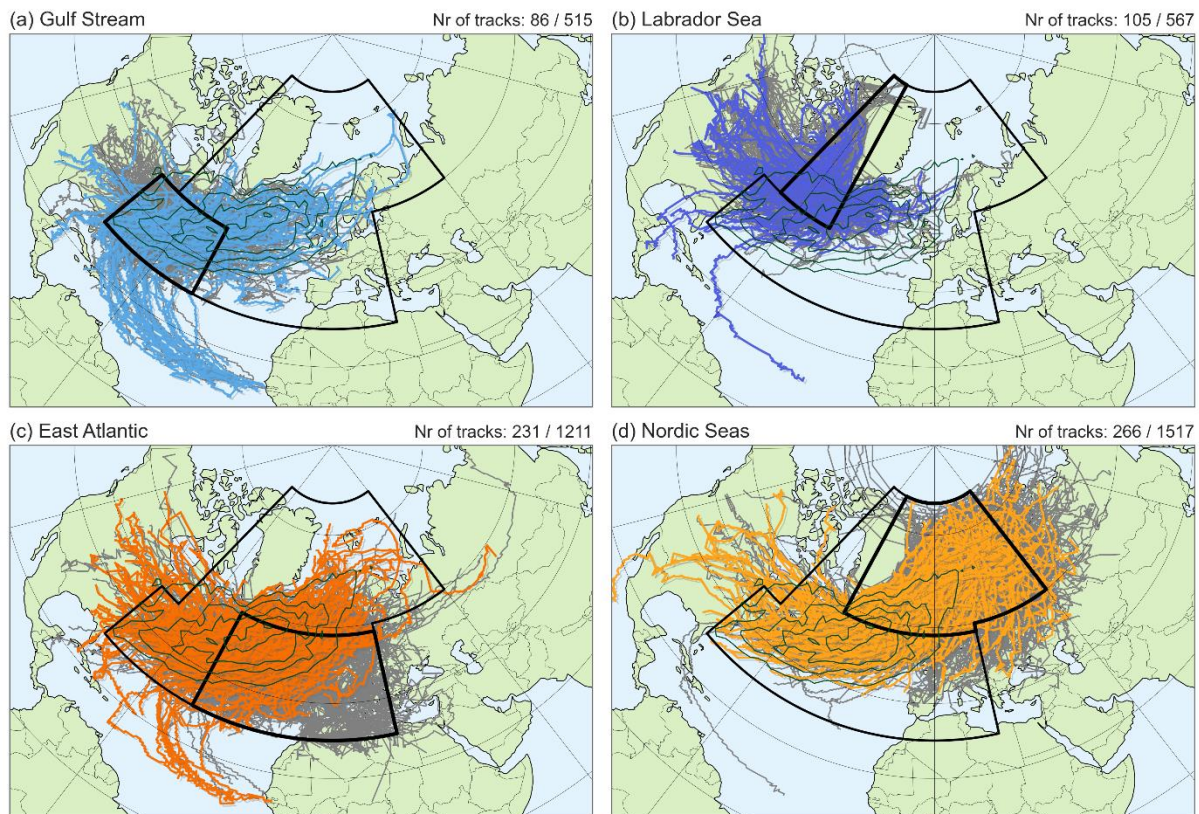 (a) Gulf Stream Nr of tracks: 86 / 515
(b) Labrador Sea Nr of tracks: 105 / 567
(c) East Atlantic Nr of tracks: 231 / 1211
(d) Nordic Seas Nr of tracks: 266 / 1517